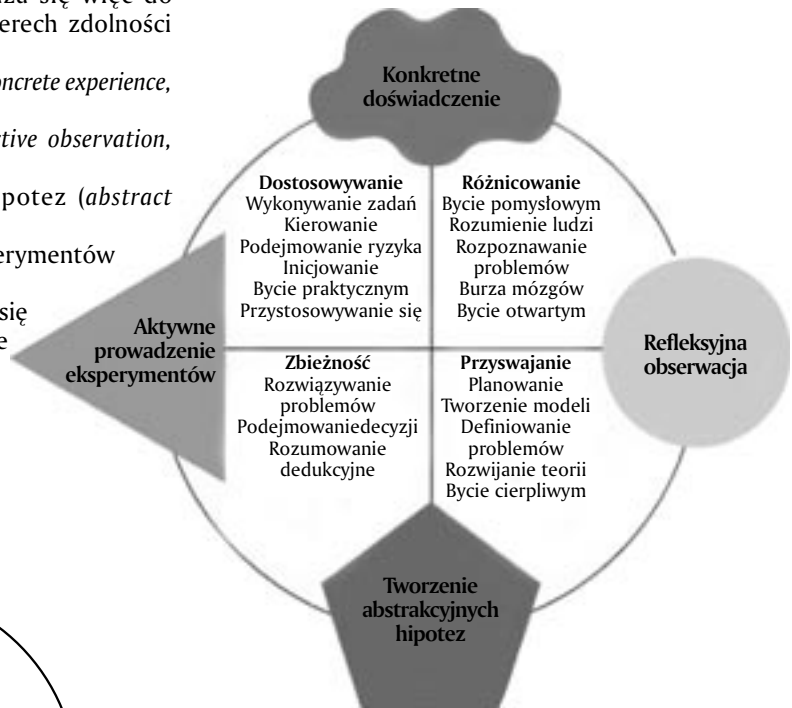 się więc do
erech zdolności
oncrete experience,
tive observation,
potez (abstract
erymentów
się
e
Konkretne
doświadczenie
Dostosowywanie
Wykonywanie zadań
Kierowanie
Podejmowanie ryzyka
Inicjowanie
Bycie praktycznym
Przystosowywanie się
Różnicowanie
Bycie pomysłowym
Rozumienie ludzi
Rozpoznawanie
problemów
Burza mózgów
Bycie otwartym
Aktywne
prowadzenie
eksperymentów
Refleksyjna
obserwacja
Zbieżność
Rozwiązywanie
problemów
Podejmowaniedecyzji
Rozumowanie
dedukcyjne
Przyswajanie
Planowanie
Tworzenie modeli
Definiowanie
problemów
Rozwijanie teorii
Bycie cierpliwym
Tworzenie
abstrakcyjnych
hipotez